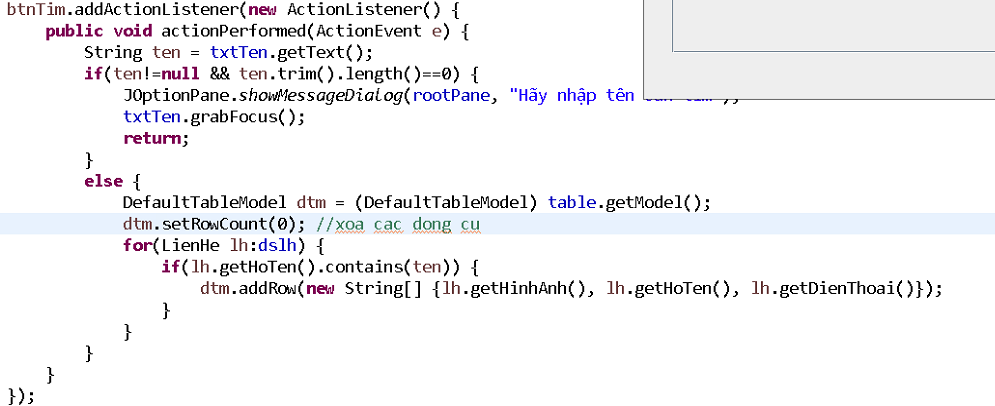 btnTim.addActionListener(new ActionListener() {
public void actionPerformed(ActionEvent e) {
String ten = txtTen.getText();
if(ten!=null && ten.trim().length()==0) {
JOptionPane.showMessageDialog(rootPane, "Hãy nhập tên
txtTen.grabFocus();
return;
}
else {
DefaultTableModel dtm = (DefaultTableModel) table.getModel();
dtm.setRowCount(0); //xoa cac dong cu
for(LienHe lh:dslh) {
if(lh.getHoTen().contains(ten)) {
dtm.addRow(new String[] {lh.getHinhAnh(), lh.getHoTen(), lh.getDienThoai()});
}
}
}
}
});